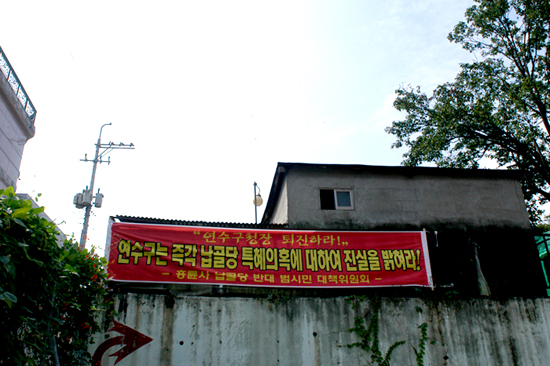 "연수구청장 퇴진하라!"
연수구는 즉각 납골당 특혜의혹에 대하여 진실을 밝혀라!
- 흥륜사 납골당 반대 범시민 대책위원회 -